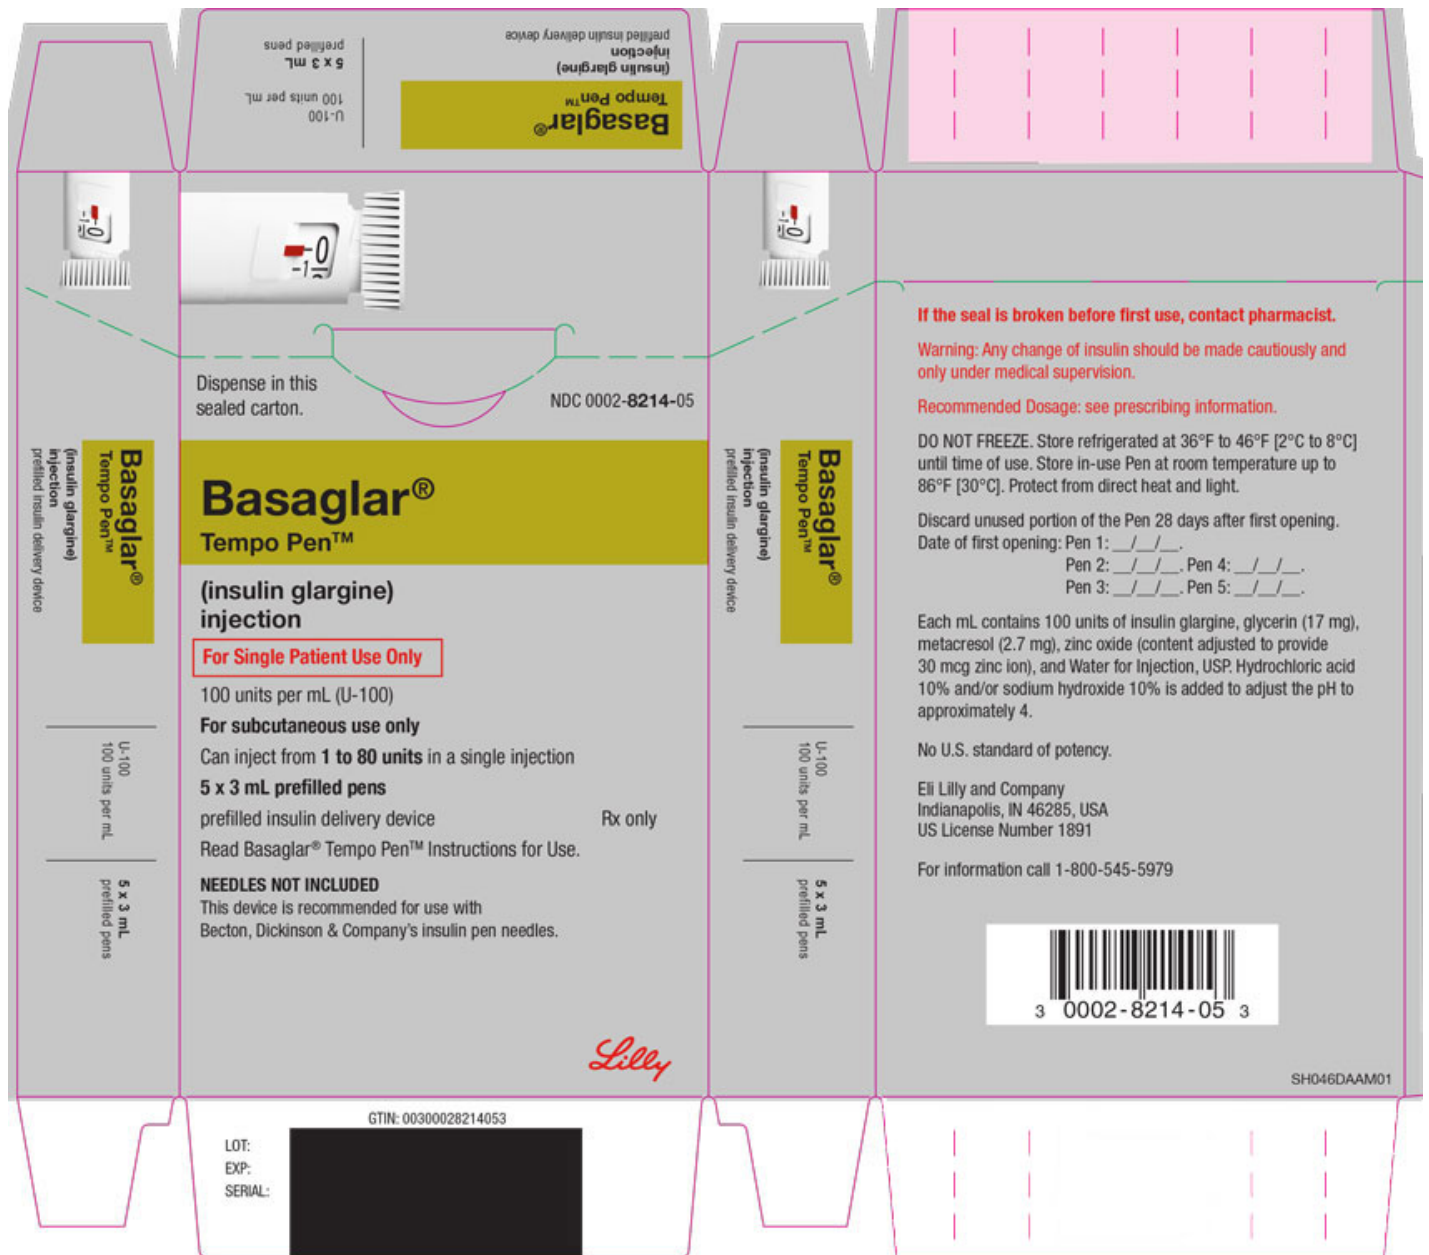 prefilled insulin delivery device
injection
(insulin glargine)
Tempo Pen™
Basaglar®
5 x 3 mL
prefilled pens
U-100
100 units per mL
0
1
0
1
0
1
Dispense in this
sealed carton.
NDC 0002-8214-05
Basaglar®
Tempo Pen™
(insulin glargine)
injection
For Single Patient Use Only
100 units per mL (U-100)
For subcutaneous use only
Can inject from 1 to 80 units in a single injection
5 x 3 mL prefilled pens
prefilled insulin delivery device
Rx only
Read Basaglar® Tempo Pen™ Instructions for Use.
NEEDLES NOT INCLUDED
This device is recommended for use with
Becton, Dickinson & Company's insulin pen needles.
Lilly
Basaglar®
Tempo Pen™
(insulin glargine)
injection
prefilled insulin delivery device
U-100
100 units per mL
5 x 3 mL
prefilled pens
Basaglar®
Tempo Pen™
(insulin glargine)
injection
prefilled insulin delivery device
U-100
100 units per mL
5 x 3 mL
prefilled pens
If the seal is broken before first use, contact pharmacist.
Warning: Any change of insulin should be made cautiously and
only under medical supervision.
Recommended Dosage: see prescribing information.
DO NOT FREEZE. Store refrigerated at 36°F to 46°F [2°C to 8°C]
until time of use. Store in-use Pen at room temperature up to
86°F [30°C]. Protect from direct heat and light.
Discard unused portion of the Pen 28 days after first opening.
Date of first opening: Pen 1: __/__/__.
Pen 2: __/__/__. Pen 4: __/__/__.
Pen 3: __/__/__. Pen 5: __/__/__.
Each mL contains 100 units of insulin glargine, glycerin (17 mg),
metacresol (2.7 mg), zinc oxide (content adjusted to provide
30 mcg zinc ion), and Water for Injection, USP. Hydrochloric acid
10% and/or sodium hydroxide 10% is added to adjust the pH to
approximately 4.
No U.S. standard of potency.
Eli Lilly and Company
Indianapolis, IN 46285, USA
US License Number 1891
For information call 1-800-545-5979
3 0002-8214-05 3
SH046DAAM01
GTIN: 00300028214053
LOT:
EXP:
SERIAL: